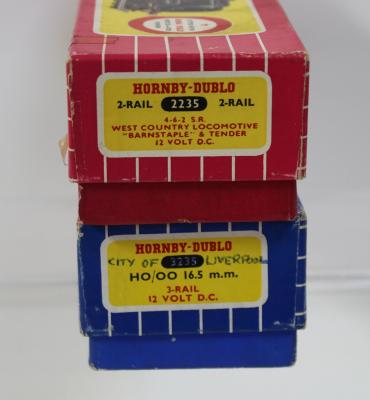 HORNBY-DUBLO
2-RAIL 2235 2-RAIL
4-6-2 S.R.
WEST COUNTRY LOCOMOTIVE
"BARNSTAPLE" & TENDER
12 VOLT D.C.
HORNBY-DUBLO
CITY OF 3235 LIVERPOOL
HO/OO 16.5 m.m.
3-RAIL
12 VOLT D.C.